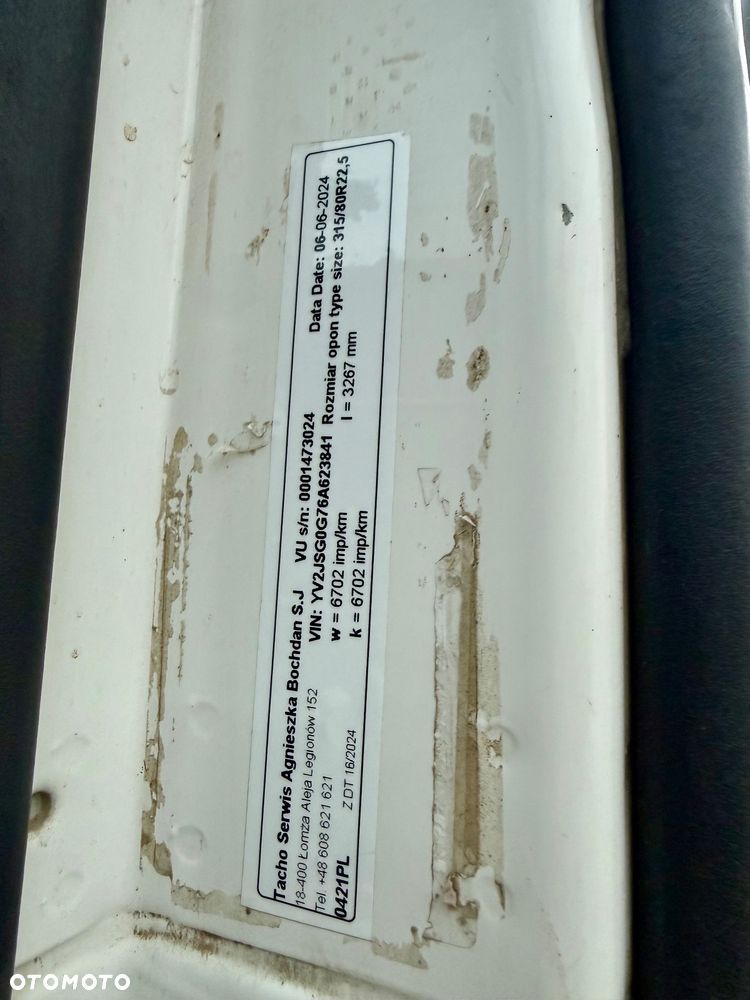 Tacho Serwis Agnieszka Bochdan S.J VU s/n: 0001473024 Data Date: 06-06-2024
18-400 Łomża Aleja Legionów 152 VIN: YV2JSG0G76A623841 Rozmiar opon type size: 315/80R22,5
Tel. +48 608 621 621 w = 6702 imp/km l = 3267 mm
0421PL Z DT 16/2024 k = 6702 imp/km
OTOMOTO